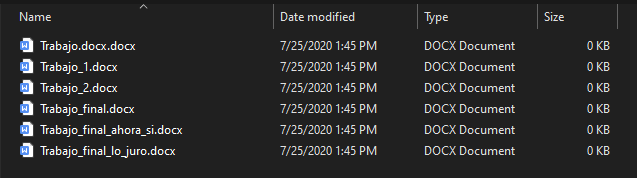 Name Date modified Type Size
Trabajo.docx.docx 7/25/2020 1:45 PM DOCX Document 0 KB
Trabajo_1.docx 7/25/2020 1:45 PM DOCX Document 0 KB
Trabajo_2.docx 7/25/2020 1:45 PM DOCX Document 0 KB
Trabajo_final.docx 7/25/2020 1:45 PM DOCX Document 0 KB
Trabajo_final_ahora_si.docx 7/25/2020 1:45 PM DOCX Document 0 KB
Trabajo_final_lo_juro.docx 7/25/2020 1:45 PM DOCX Document 0 KB